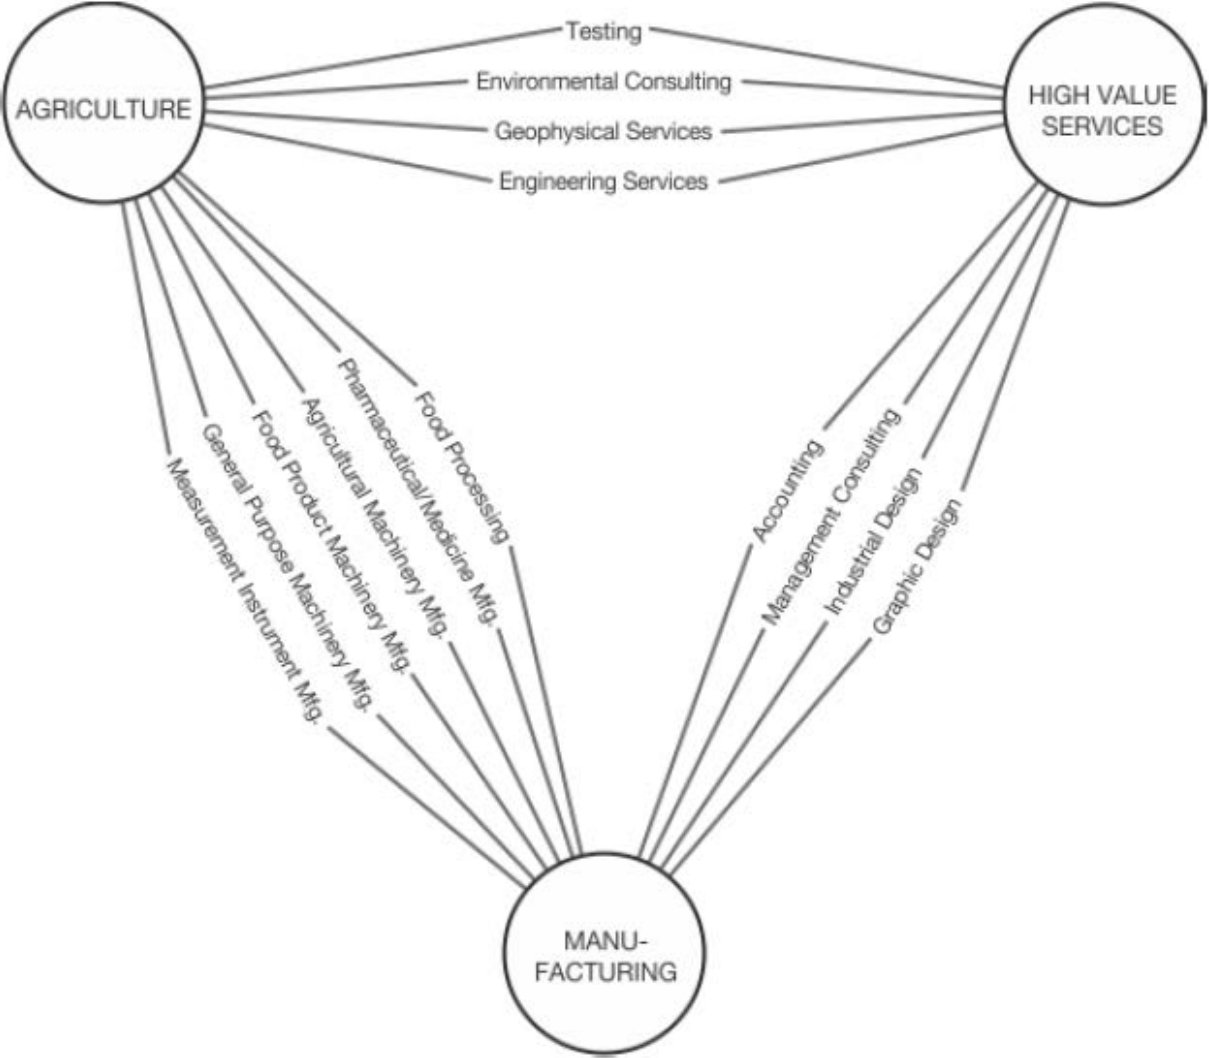 AGRICULTURE
Testing
Environmental Consulting
Geophysical Services
Engineering Services
HIGH VALUE
SERVICES
Measurement Instrument Mfg.
General Purpose Machinery Mfg.
Food Product Machinery Mfg.
Agricultural Machinery Mfg.
Pharmaceutical/Medicine Mfg.
Food Processing
Accounting
Management Consulting
Industrial Design
Graphic Design
MANU-
FACTURING